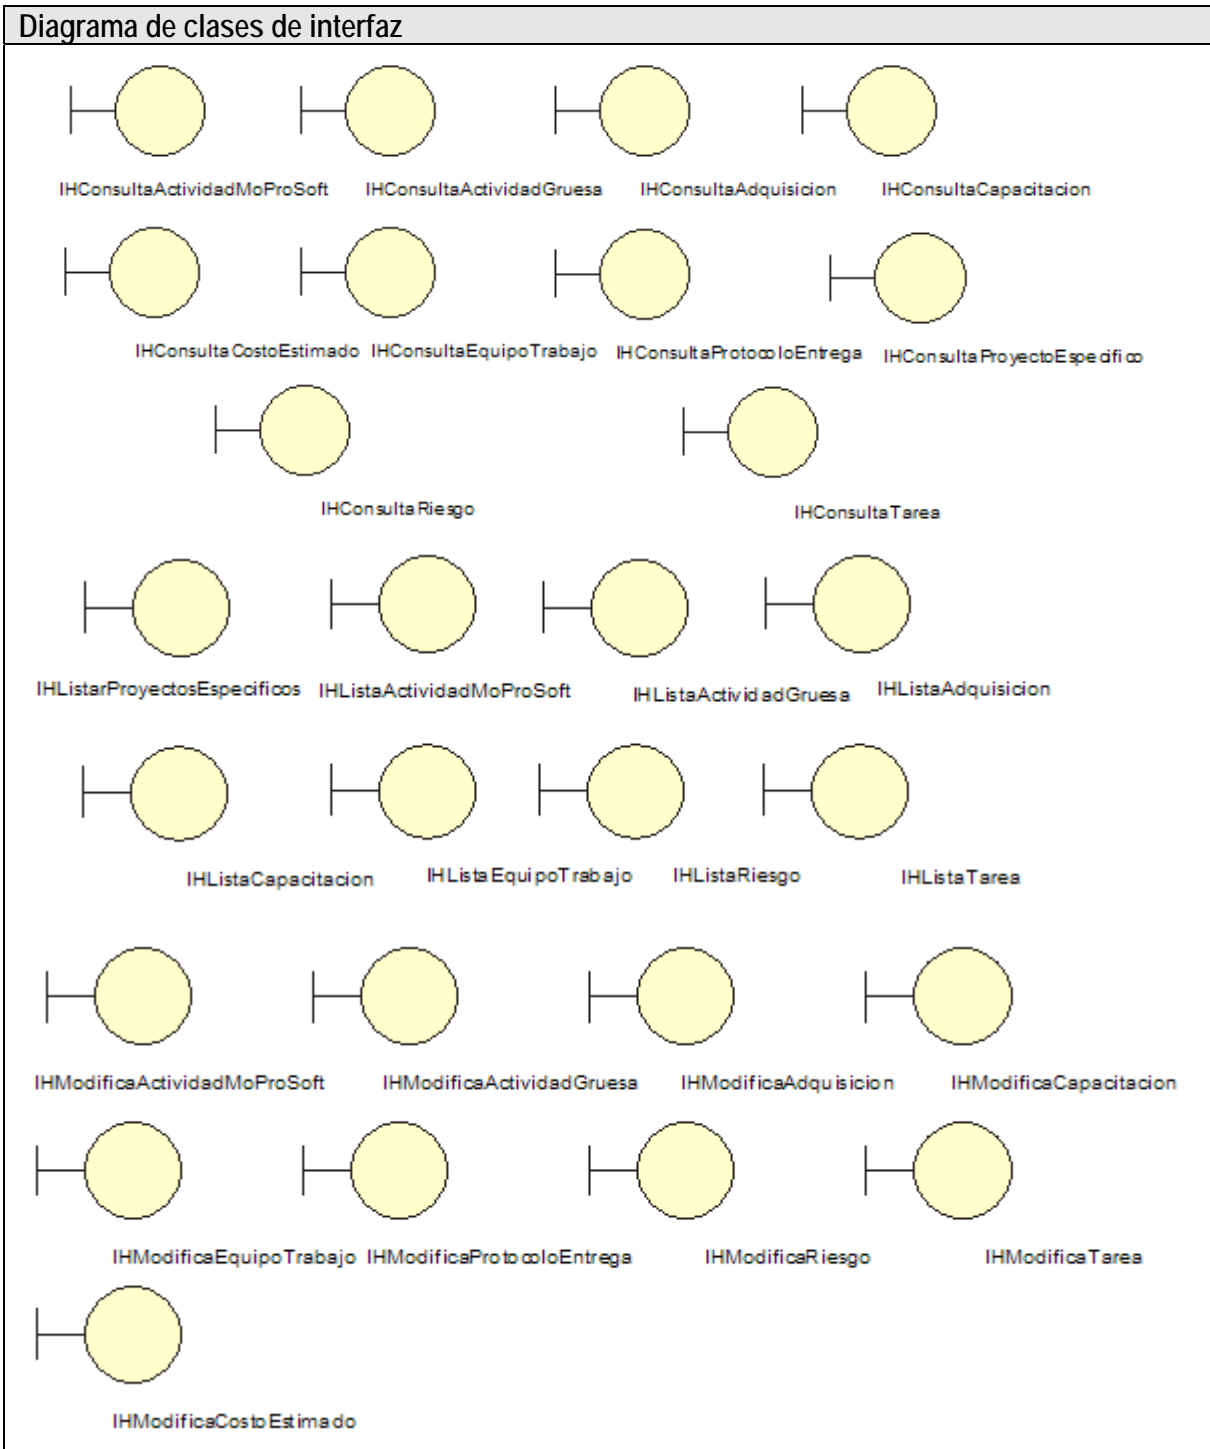 Diagrama de clases de interfaz
IHConsultaActividadMoProSoft IHConsultaActividadGruesa IHConsultaAdquisicion IHConsultaCapacitacion
IHConsultaCostoEstimado IHConsultaEquipoTrabajo IHConsultaProtocoloEntrega IHConsultaProyectoEspecifico
IHConsultaRiesgo IHConsultaTarea
IHListarProyectosEspecificos IHListaActividadMoProSoft IHListaActividadGruesa IHListaAdquisicion
IHListaCapacitacion IHListaEquipoTrabajo IHListaRiesgo IHListaTarea
IHModificaActividadMoProSoft IHModificaActividadGruesa IHModificaAdquisicion IHModificaCapacitacion
IHModificaEquipoTrabajo IHModificaProtocoloEntrega IHModificaRiesgo IHModificaTarea
IHModificaCostoEstimado